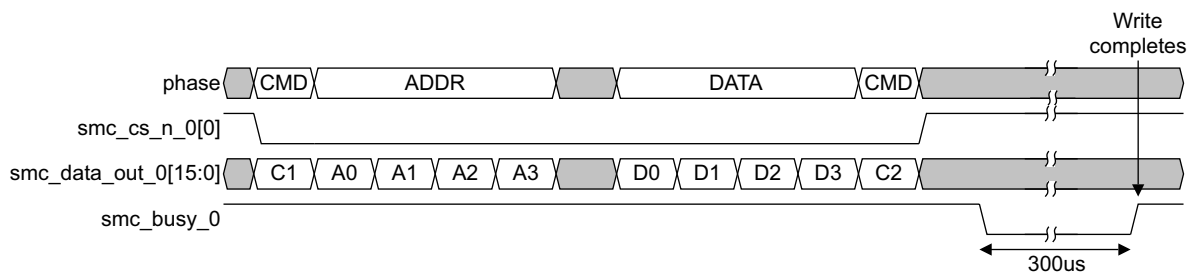 Write
completes
phase CMD ADDR DATA CMD
smc_cs_n_0[0]
smc_data_out_0[15:0] C1 A0 A1 A2 A3 D0 D1 D2 D3 C2
smc_busy_0
300us